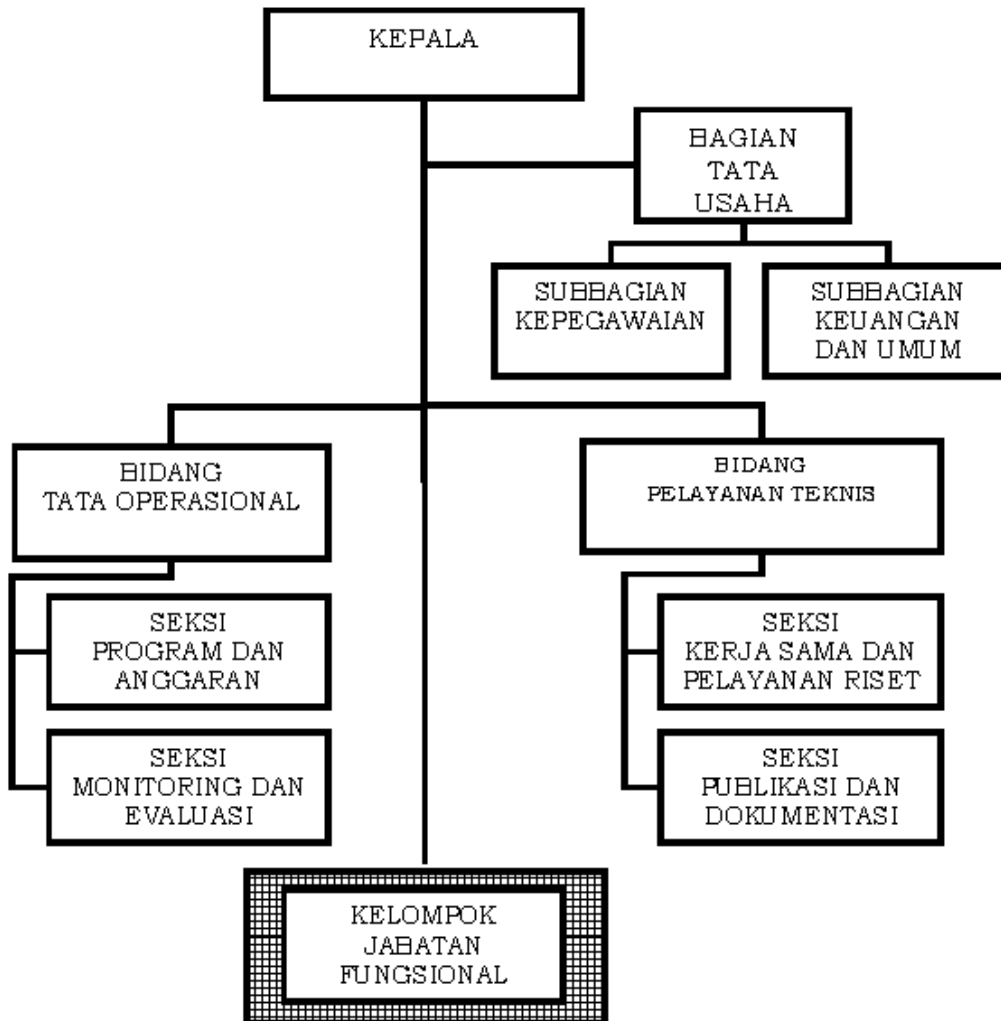 KEPALA
BAGIAN
TATA
USAHA
SUBBAGIAN
KEPEGAWAIAN
SUBBAGIAN
KEUANGAN
DAN UMUM
BIDANG
TATA OPERASIONAL
BIDANG
PELAYANAN TEKNIS
SEKSI
PROGRAM DAN
ANGGARAN
SEKSI
MONITORING DAN
EVALUASI
SEKSI
KERJA SAMA DAN
PELAYANAN RISET
SEKSI
PUBLIKASI DAN
DOKUMENTASI
KELOMPOK
JABATAN
FUNGSIONAL